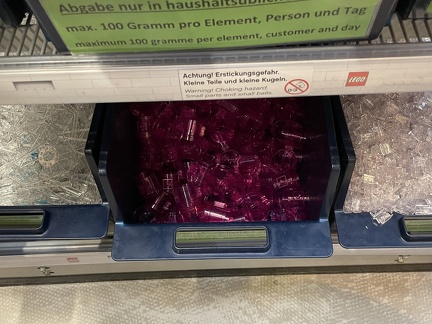 Abgabe nur in haushaltsüblichen
max. 100 Gramm pro Element, Person und Tag
maximum 100 gramme per element, customer and day
Achtung! Erstickungsgefahr.
Kleine Teile und kleine Kugeln.
Warning! Choking hazard.
Small parts and small balls.
LEGO